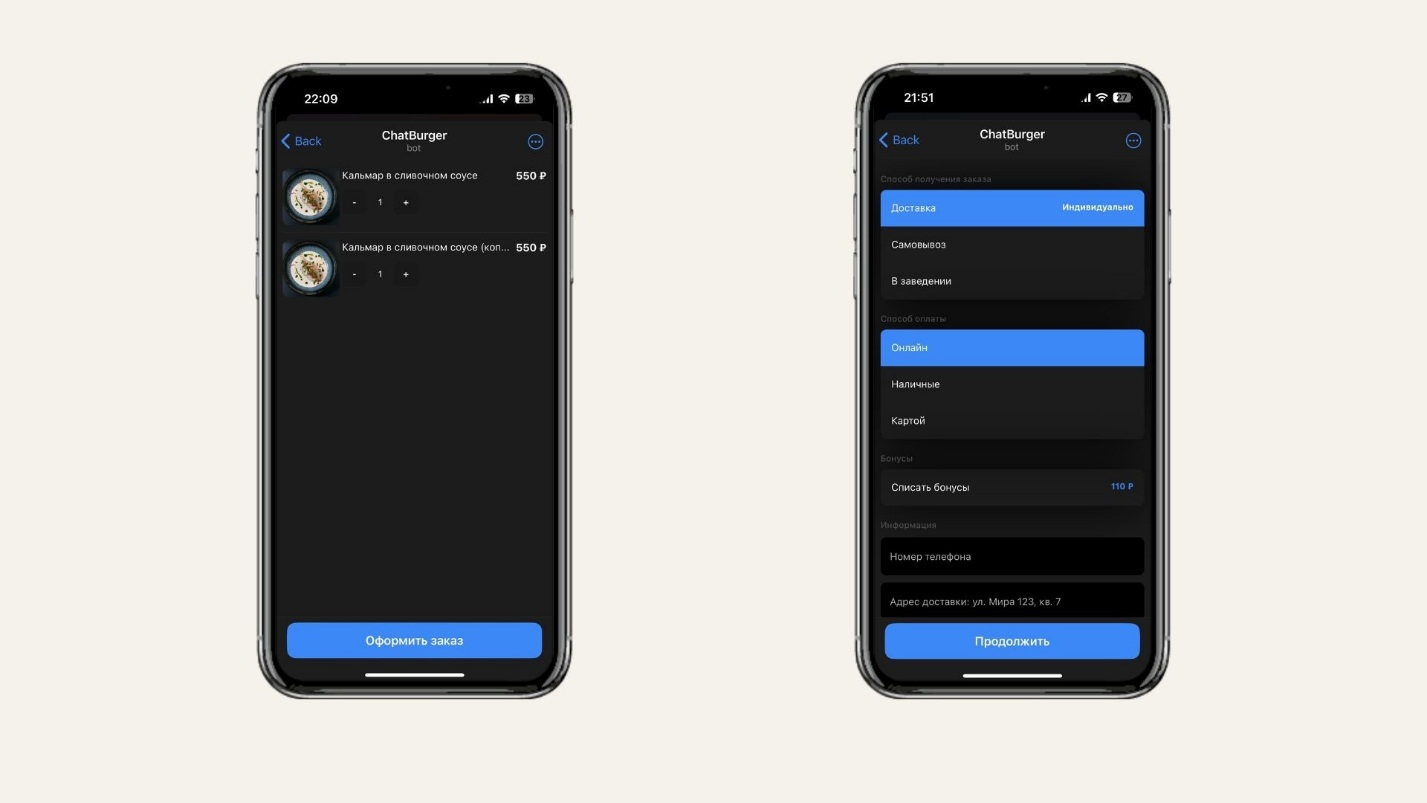 22:09
23
Back
ChatBurger
bot
Кальмар в сливочном соусе 550 ₽
- 1 +
Кальмар в сливочном соусе (коп... 550 ₽
- 1 +
Оформить заказ
21:51
27
Back
ChatBurger
bot
Способ получения заказа
Доставка Индивидуально
Самовывоз
В заведении
Способ оплаты
Онлайн
Наличные
Картой
Бонусы
Списать бонусы 110 ₽
Информация
Номер телефона
Адрес доставки: ул. Мира 123, кв. 7
Продолжить